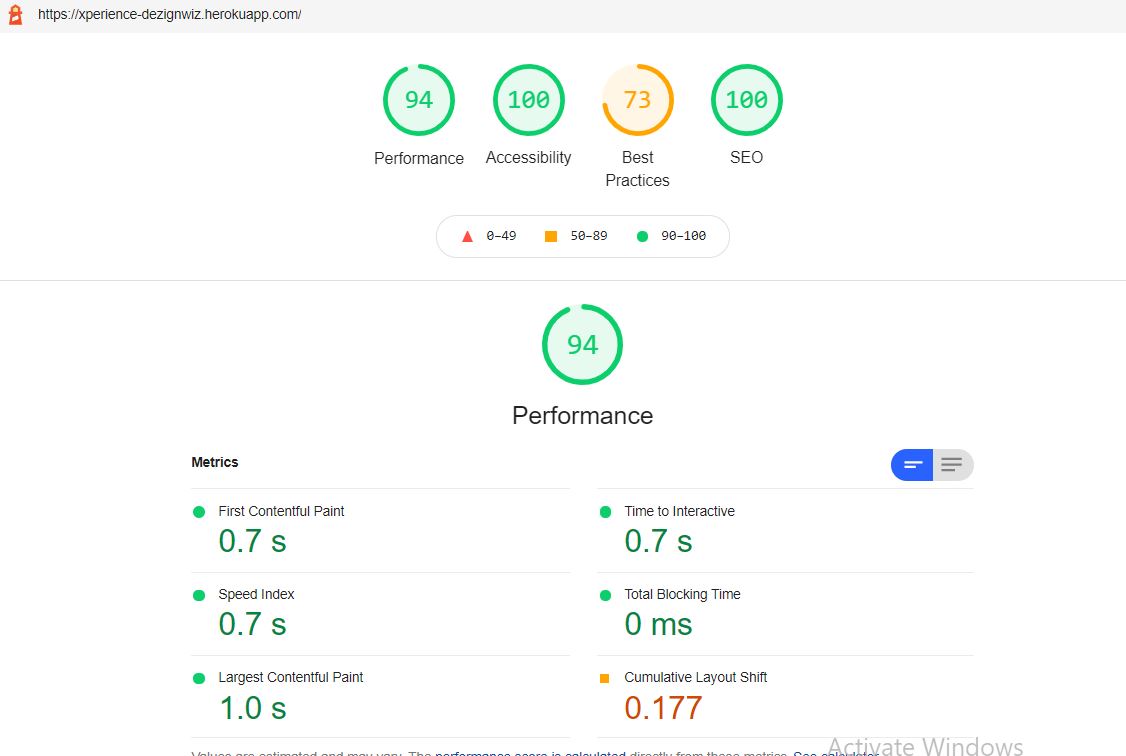 https://xperience-dezignwiz.herokuapp.com/
94 100 73 100
Performance Accessibility Best Practices SEO
0–49 50–89 90–100
94
Performance
Metrics
First Contentful Paint
0.7 s
Time to Interactive
0.7 s
Speed Index
0.7 s
Total Blocking Time
0 ms
Largest Contentful Paint
1.0 s
Cumulative Layout Shift
0.177
Values are estimated and may vary. The performance score is calculated directly from these metrics. See calculator.
Activate Windows